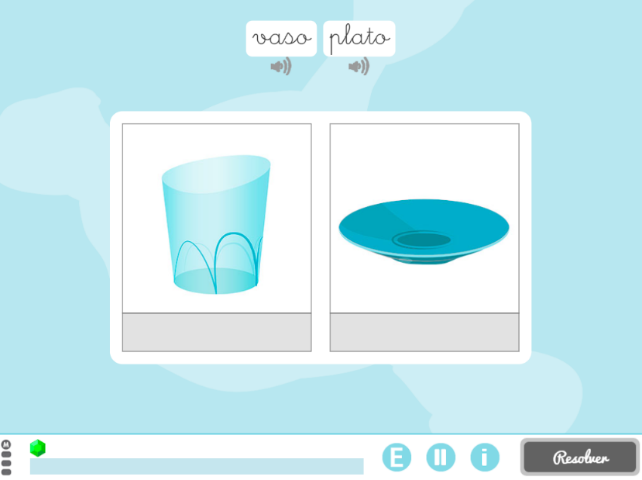 vaso plato
M
E i Resolver